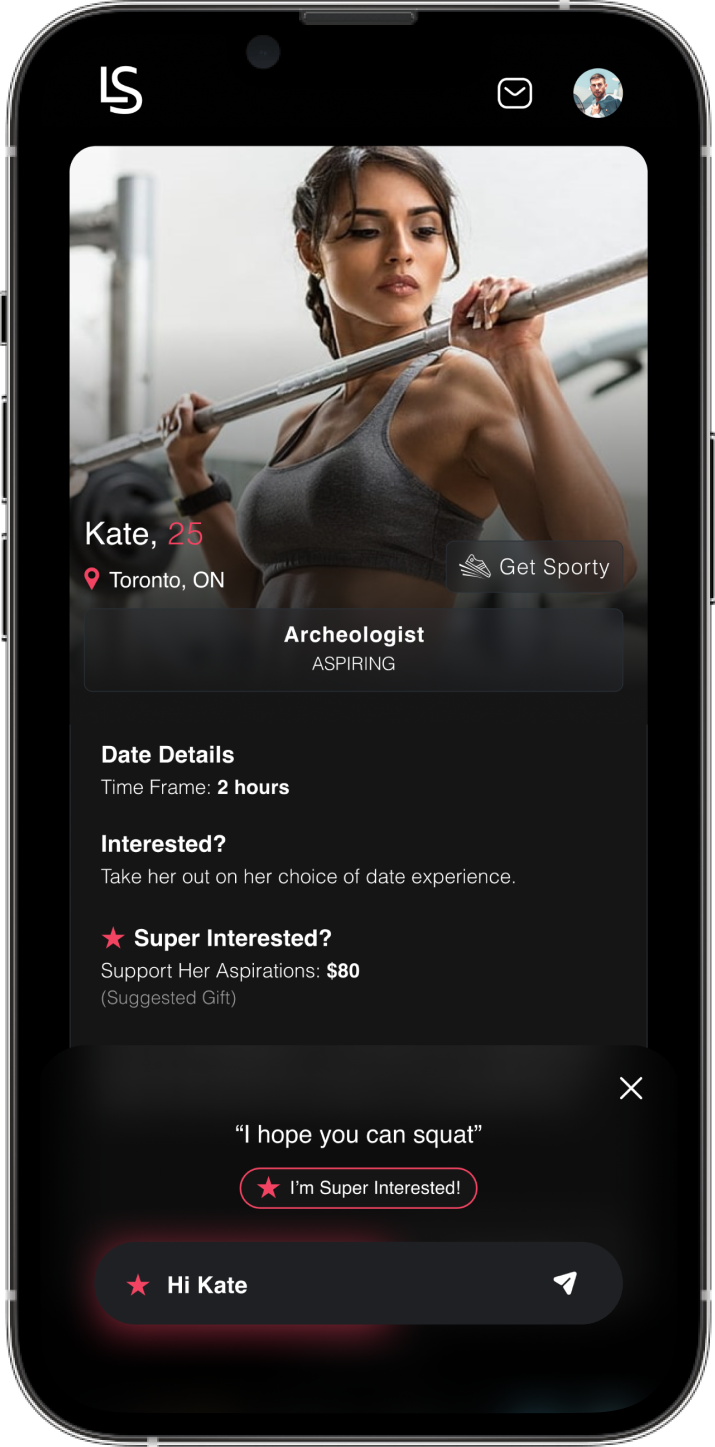 LS
Kate, 25
Toronto, ON
Get Sporty
Archeologist
ASPIRING
Date Details
Time Frame: 2 hours
Interested?
Take her out on her choice of date experience.
Super Interested?
Support Her Aspirations: $80
(Suggested Gift)
“I hope you can squat”
I’m Super Interested!
Hi Kate